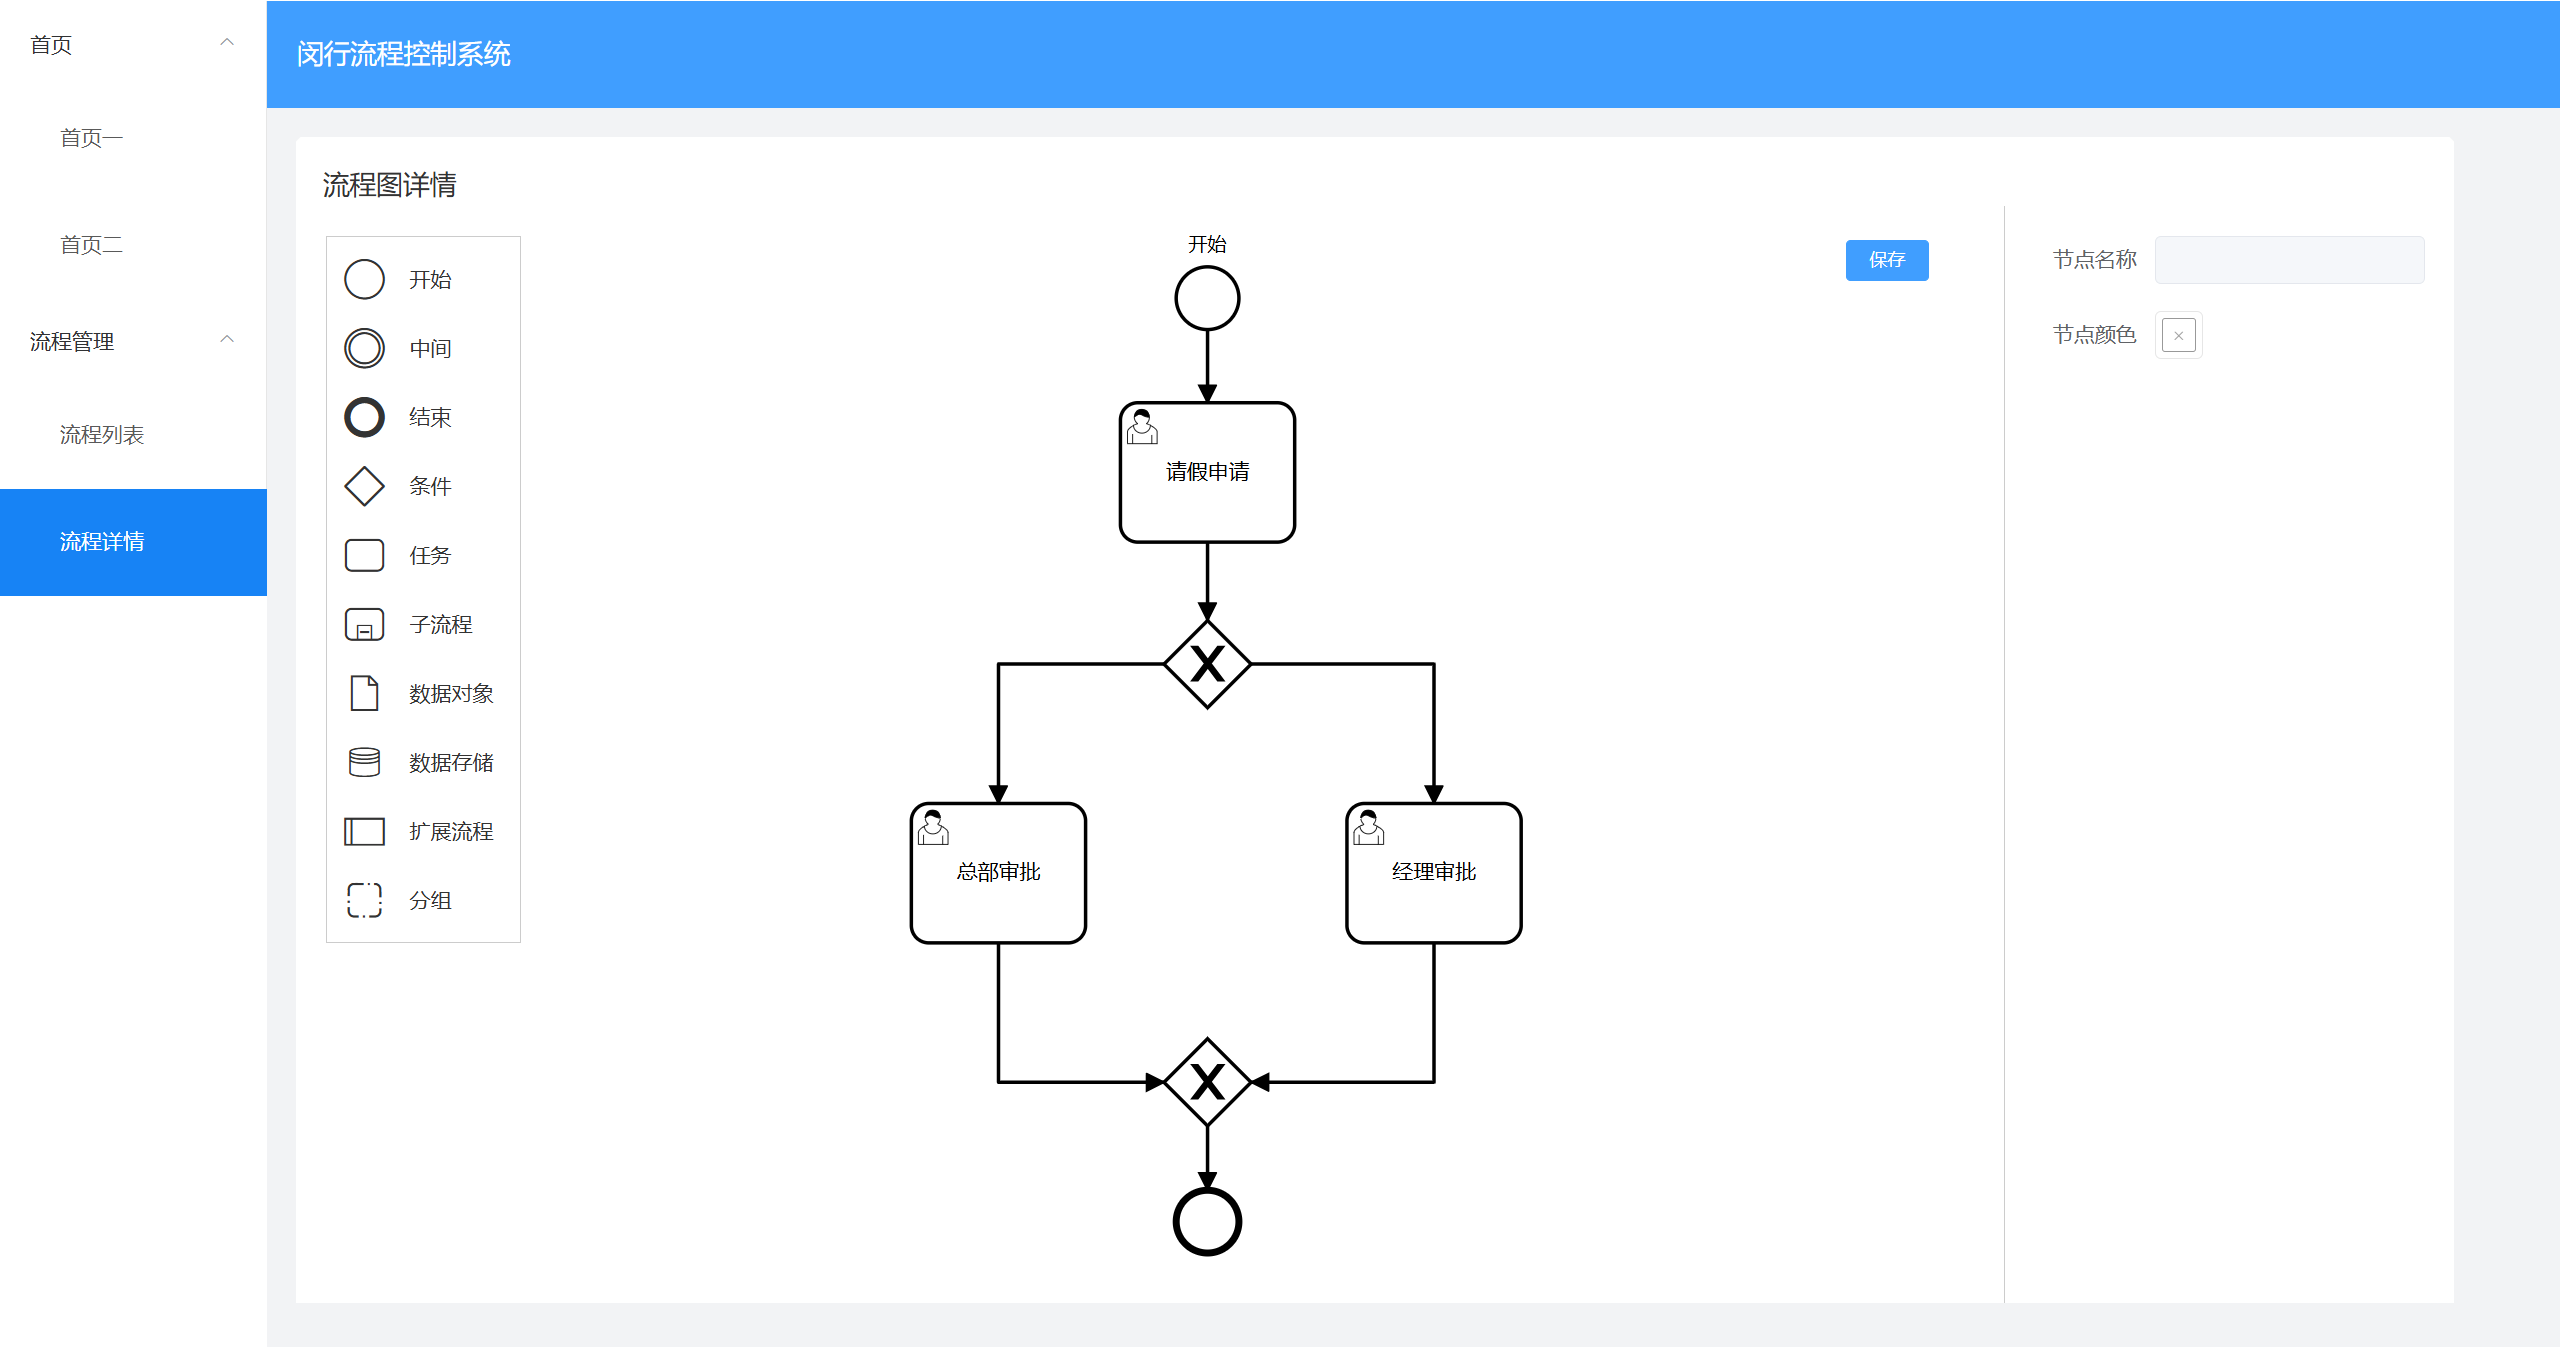 首页
首页一
首页二
流程管理
流程列表
流程详情
闵行流程控制系统
流程图详情
开始
中间
结束
条件
任务
子流程
数据对象
数据存储
扩展流程
分组
开始
请假申请
总部审批
经理审批
保存
节点名称
节点颜色